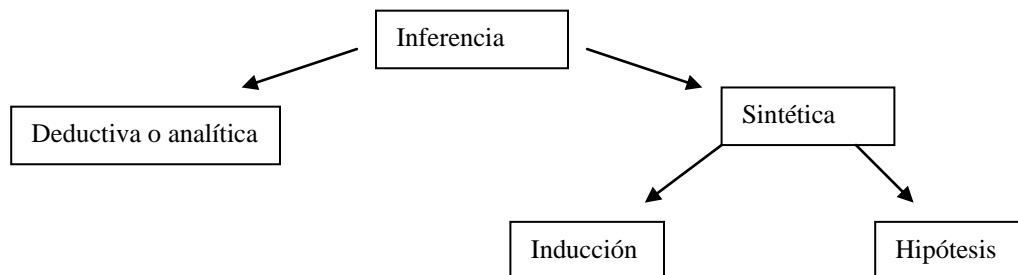 Inferencia
Deductiva o analítica
Sintética
Inducción
Hipótesis